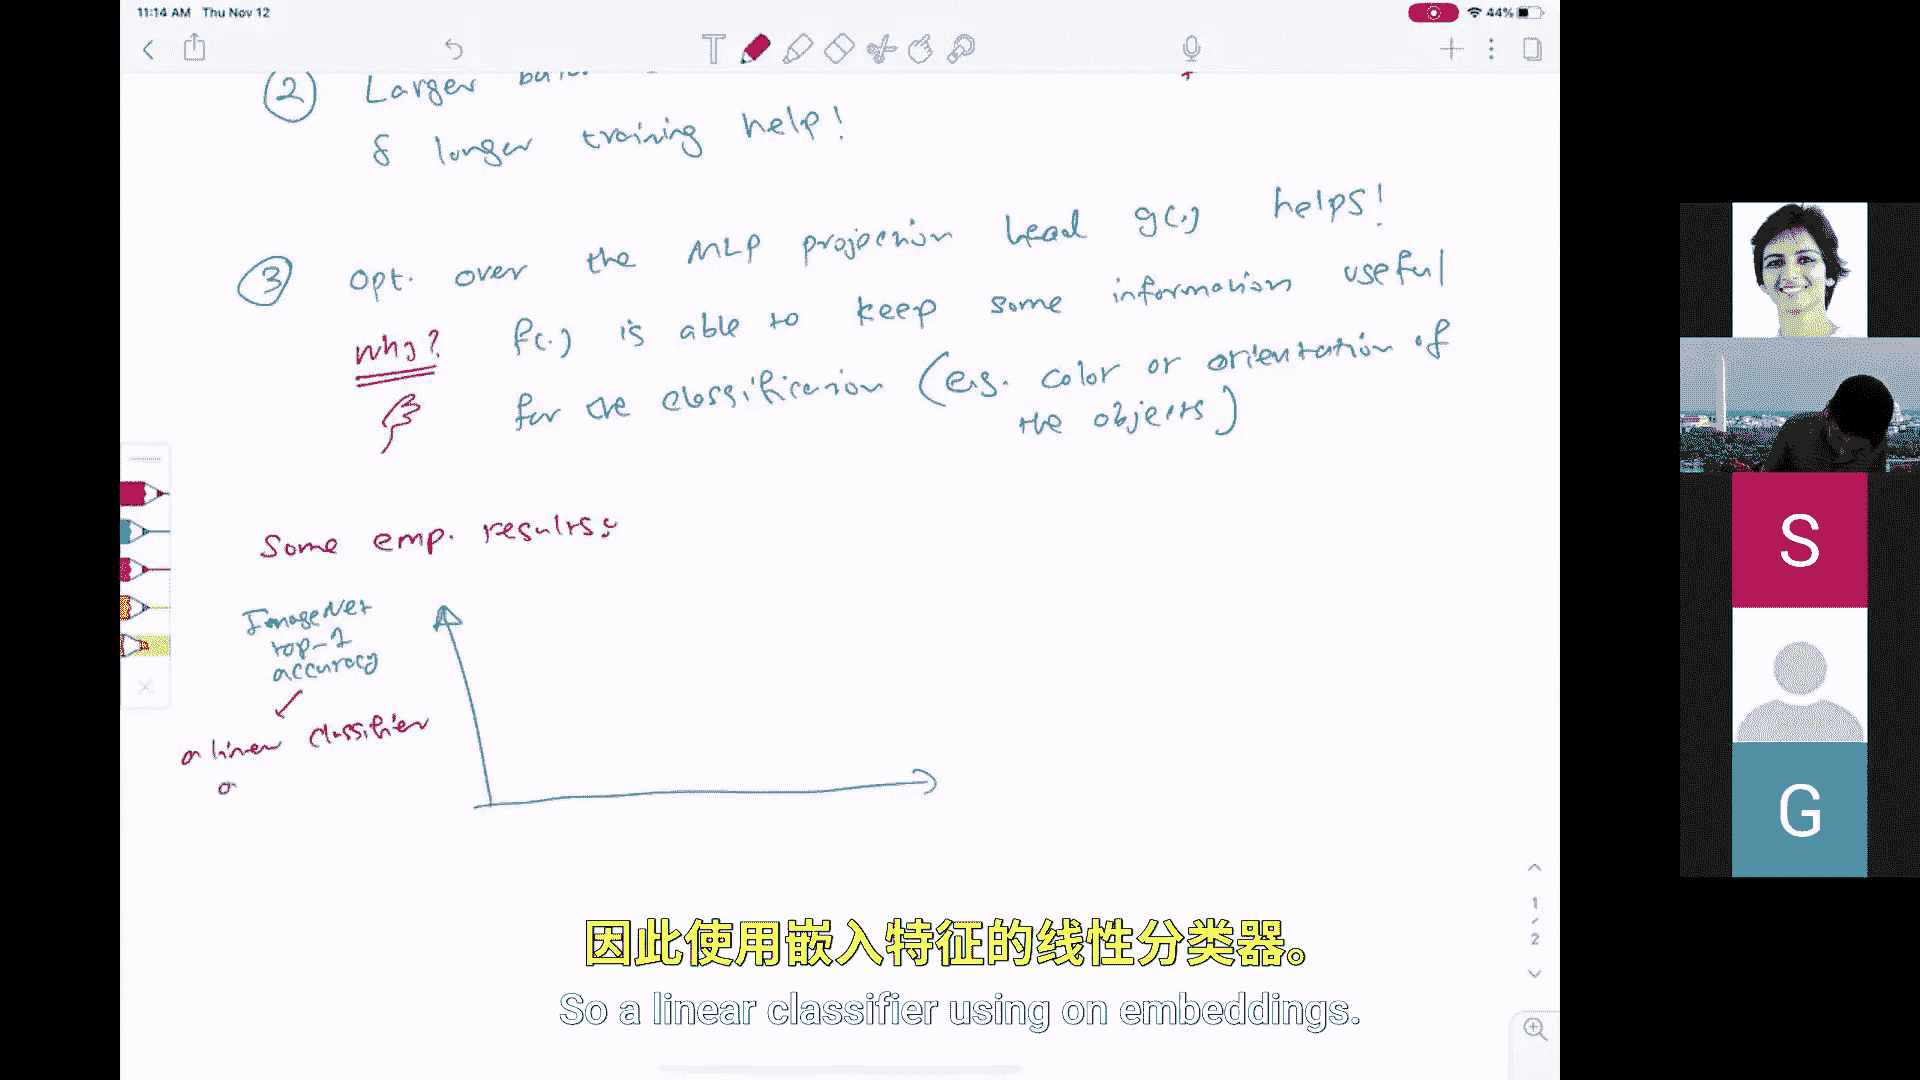 11:14 AM Thu Nov 12
44%
② Larger
& longer training help!
③ Opt. over the MLP projection head g(.) helps!
why? f(.) is able to keep some information useful
for the classification (e.g. color or orientation of
the objects)
Some emp. results:
ImageNet
top-1
accuracy
a linear classifier
S
G
1
2
因此使用嵌入特征的线性分类器。
So a linear classifier using on embeddings.